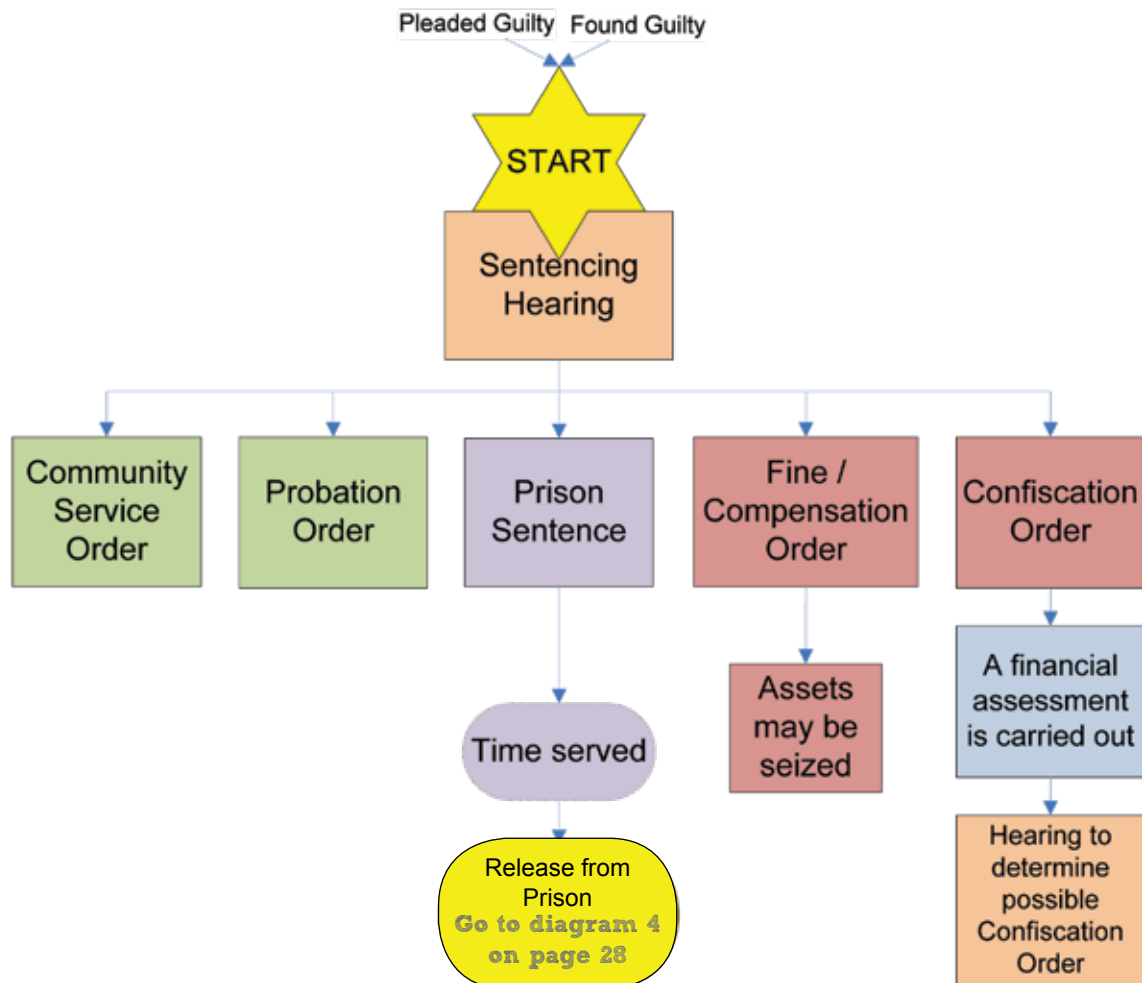 Pleaded Guilty
Found Guilty
START
Sentencing
Hearing
Community
Service
Order
Probation
Order
Prison
Sentence
Fine /
Compensation
Order
Confiscation
Order
Time served
Assets
may be
seized
A financial
assessment
is carried out
Release from
Prison
Go to diagram 4
on page 28
Hearing to
determine
possible
Confiscation
Order